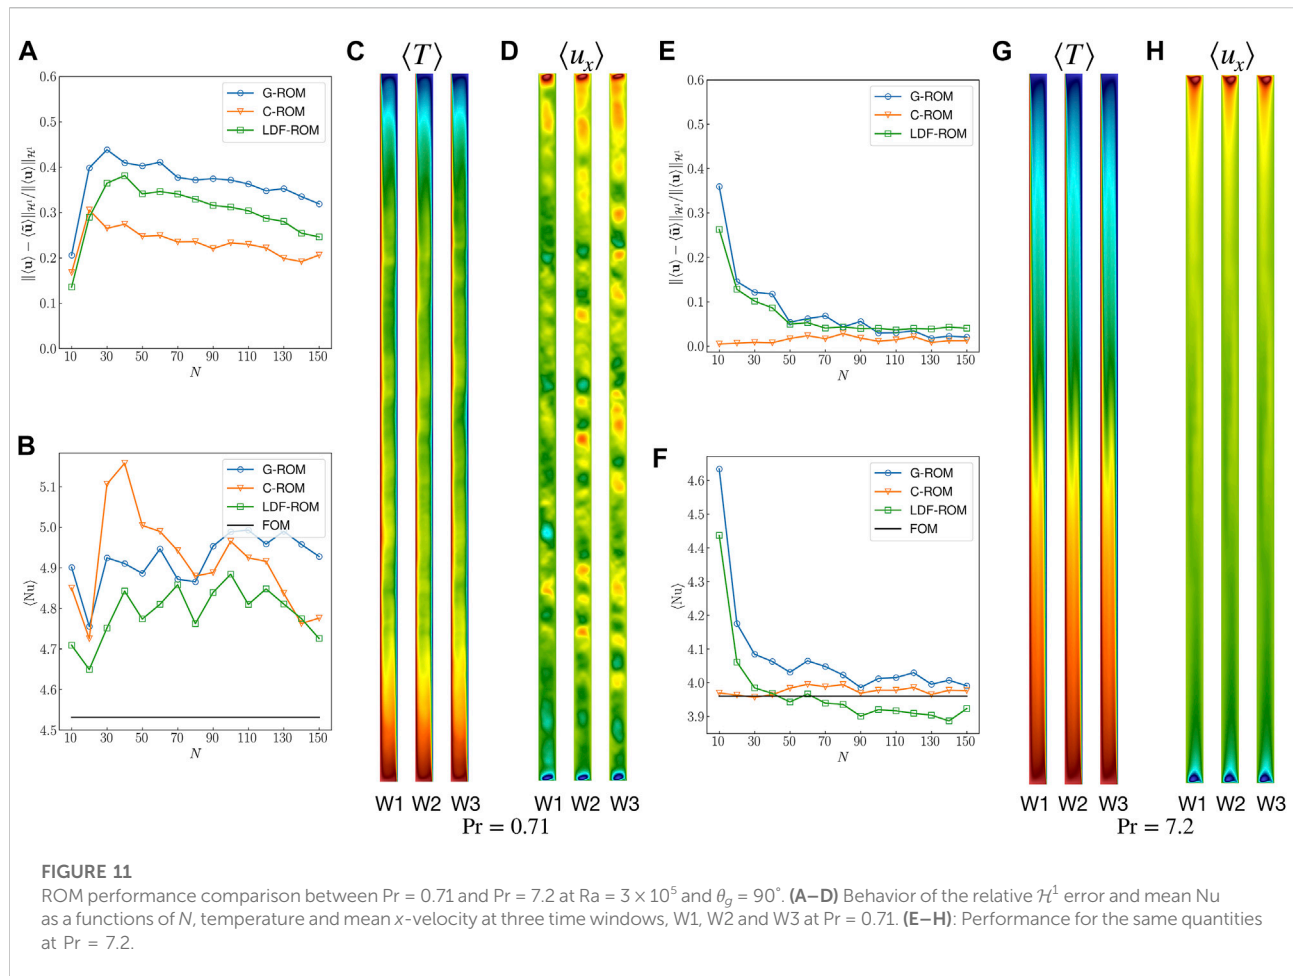 A
0.6
0.5
0.4
0.3
0.2
0.1
0.0
10 30 50 70 90 110 130 150
N
‖⟨u⟩ − ⟨ũ⟩‖_ℋ¹/‖⟨u⟩‖_ℋ¹
G-ROM
C-ROM
LDF-ROM
B
5.1
5.0
4.9
4.8
4.7
4.6
4.5
10 30 50 70 90 110 130 150
N
⟨Nu⟩
G-ROM
C-ROM
LDF-ROM
FOM
C ⟨T⟩
W1 W2 W3
D ⟨uₓ⟩
W1 W2 W3
Pr = 0.71
E
0.6
0.5
0.4
0.3
0.2
0.1
0.0
10 30 50 70 90 110 130 150
N
‖⟨u⟩ − ⟨ũ⟩‖_ℋ¹/‖⟨u⟩‖_ℋ¹
G-ROM
C-ROM
LDF-ROM
F
4.6
4.5
4.4
4.3
4.2
4.1
4.0
3.9
10 30 50 70 90 110 130 150
N
⟨Nu⟩
G-ROM
C-ROM
LDF-ROM
FOM
G ⟨T⟩
W1 W2 W3
H ⟨uₓ⟩
W1 W2 W3
Pr = 7.2
FIGURE 11
ROM performance comparison between Pr = 0.71 and Pr = 7.2 at Ra = 3 × 10⁵ and θ_g = 90°. (A–D) Behavior of the relative ℋ¹ error and mean Nu
as a functions of N, temperature and mean x-velocity at three time windows, W1, W2 and W3 at Pr = 0.71. (E–H): Performance for the same quantities
at Pr = 7.2.